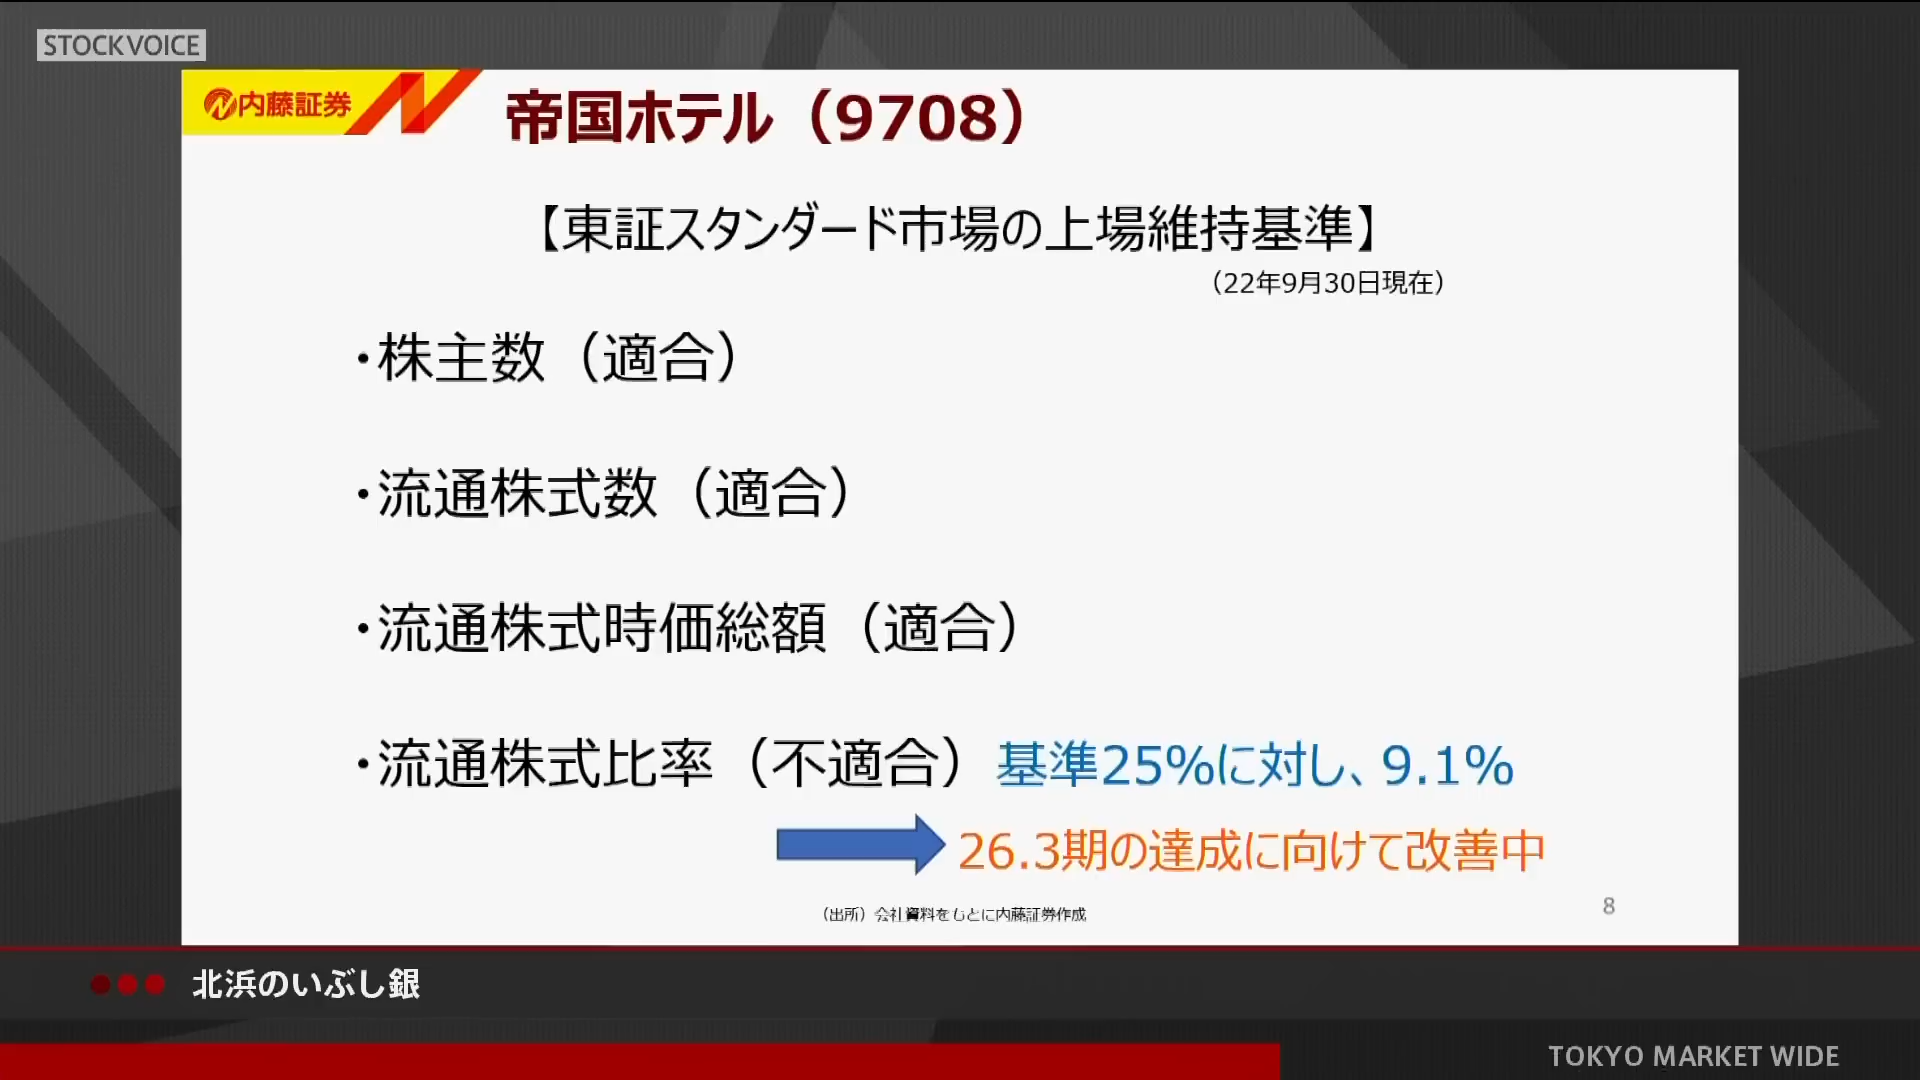 STOCKVOICE
内藤証券
帝国ホテル（9708）
【東証スタンダード市場の上場維持基準】
（22年9月30日現在）
・株主数（適合）
・流通株式数（適合）
・流通株式時価総額（適合）
・流通株式比率（不適合）基準25%に対し、9.1%
26.3期の達成に向けて改善中
（出所）会社資料をもとに内藤証券作成
8
北浜のいぶし銀
TOKYO MARKET WIDE